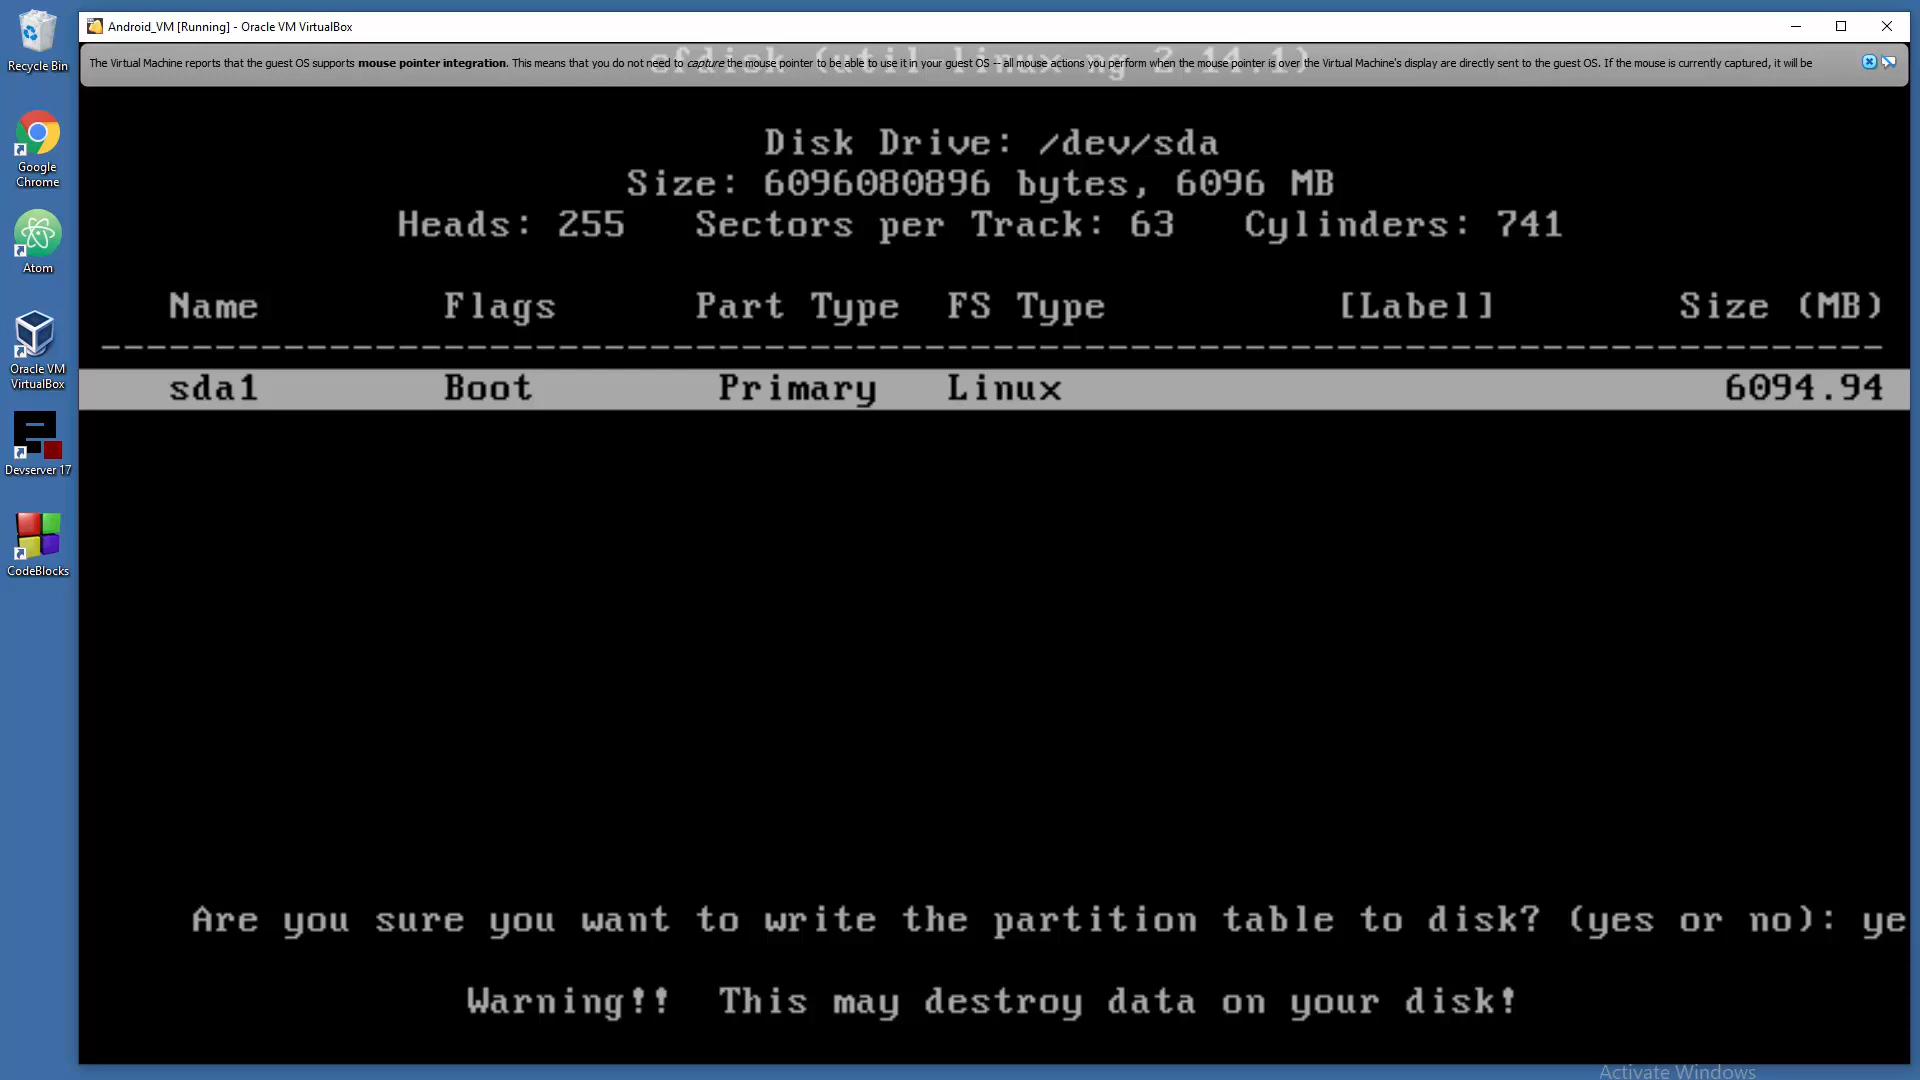 Recycle Bin
Google
Chrome
Atom
Oracle VM
VirtualBox
Devserver 17
CodeBlocks
Android_VM [Running] - Oracle VM VirtualBox
cfdisk (util-linux-ng 2.14.1)
The Virtual Machine reports that the guest OS supports mouse pointer integration. This means that you do not need to capture the mouse pointer to be able to use it in your guest OS -- all mouse actions you perform when the mouse pointer is over the Virtual Machine's display are directly sent to the guest OS. If the mouse is currently captured, it will be
Disk Drive: /dev/sda
Size: 6096080896 bytes, 6096 MB
Heads: 255 Sectors per Track: 63 Cylinders: 741
Name Flags Part Type FS Type [Label] Size (MB)
sda1 Boot Primary Linux 6094.94
Are you sure you want to write the partition table to disk? (yes or no): ye
Warning!! This may destroy data on your disk!
Activate Windows